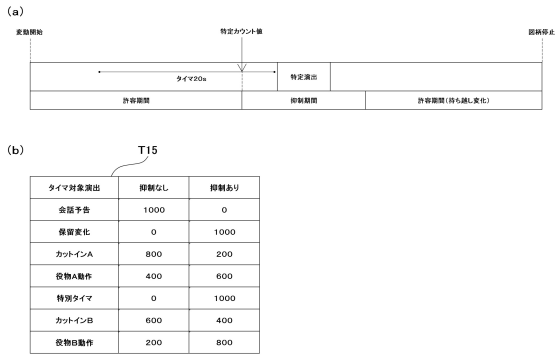 (a)
変動開始 特定カウント値 図柄停止
タイマ20s 特定演出
許容期間 抑制期間 許容期間(持ち越し変化)
(b)
T15
タイマ対象演出 抑制なし 抑制あり
会話予告 1000 0
保留変化 0 1000
カットインA 800 200
役物A動作 400 600
特別タイマ 0 1000
カットインB 600 400
役物B動作 200 800